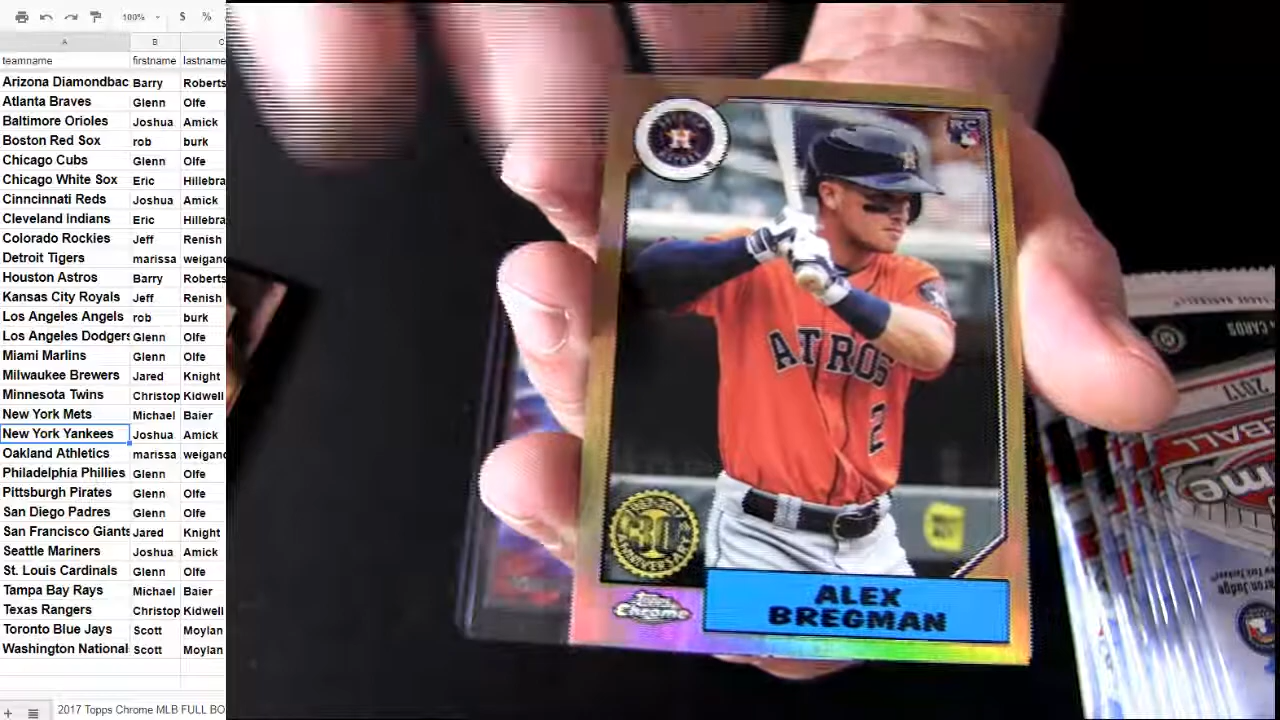 100% $ %
A B C
teamname firstname lastname
Arizona Diamondbac Barry Roberts
Atlanta Braves Glenn Olfe
Baltimore Orioles Joshua Amick
Boston Red Sox rob burk
Chicago Cubs Glenn Olfe
Chicago White Sox Eric Hillebra
Cinncinnati Reds Joshua Amick
Cleveland Indians Eric Hillebra
Colorado Rockies Jeff Renish
Detroit Tigers marissa weigand
Houston Astros Barry Roberts
Kansas City Royals Jeff Renish
Los Angeles Angels rob burk
Los Angeles Dodgers Glenn Olfe
Miami Marlins Glenn Olfe
Milwaukee Brewers Jared Knight
Minnesota Twins Christop Kidwell
New York Mets Michael Baier
New York Yankees Joshua Amick
Oakland Athletics marissa weigand
Philadelphia Phillies Glenn Olfe
Pittsburgh Pirates Glenn Olfe
San Diego Padres Glenn Olfe
San Francisco Giants Jared Knight
Seattle Mariners Joshua Amick
St. Louis Cardinals Glenn Olfe
Tampa Bay Rays Michael Baier
Texas Rangers Christop Kidwell
Toronto Blue Jays Scott Moylan
Washington National Scott Moylan
2017 Topps Chrome MLB FULL BO
H
RC
ASTROS
2
30
ANNIVERSARY
Topps
Chrome
ALEX
BREGMAN
CARDS
2017